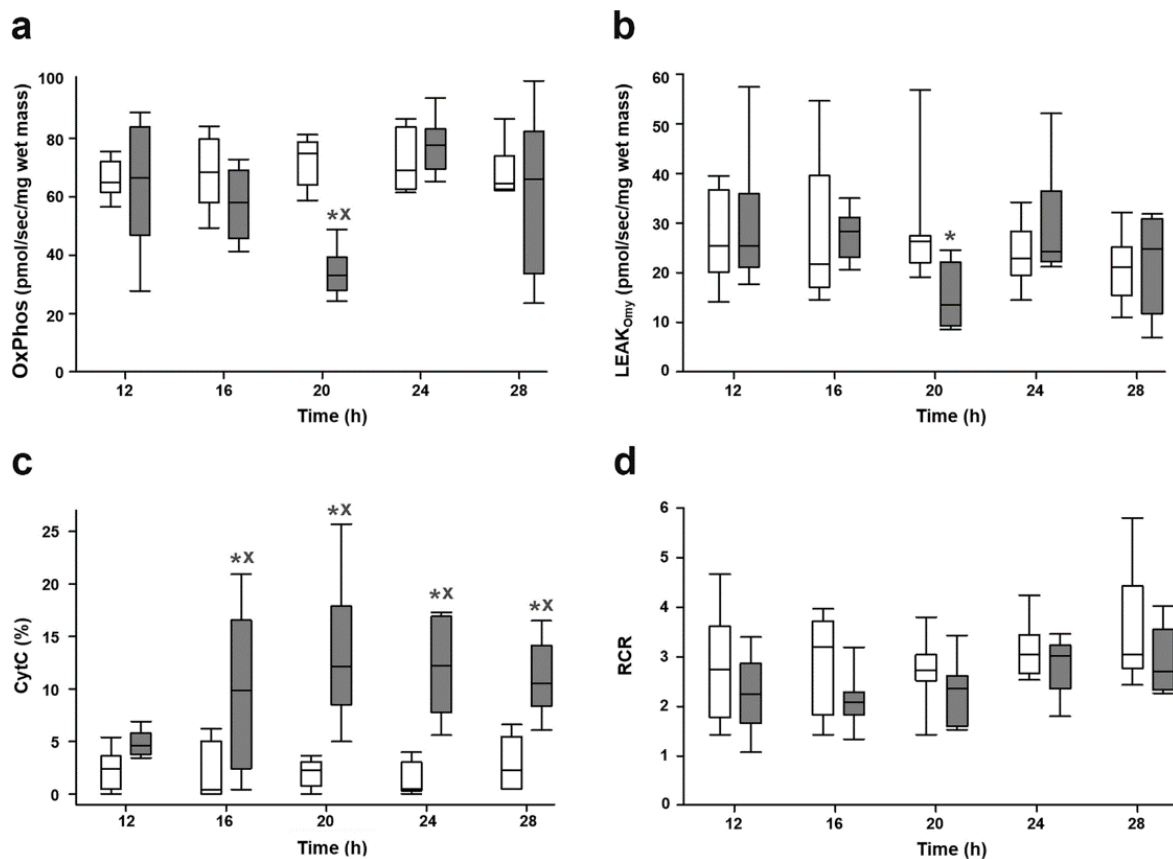 a
OxPhos (pmol/sec/mg wet mass)
100
80
60
40
20
0
*x
12 16 20 24 28
Time (h)
b
LEAKOmy (pmol/sec/mg wet mass)
60
50
40
30
20
10
0
*
12 16 20 24 28
Time (h)
c
CytC (%)
25
20
15
10
5
0
*x
*x
*x
*x
12 16 20 24 28
Time (h)
d
RCR
6
5
4
3
2
1
0
12 16 20 24 28
Time (h)